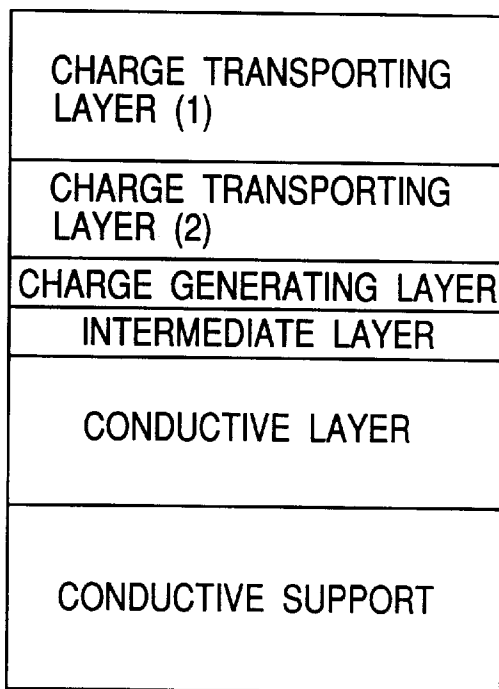 CHARGE TRANSPORTING
LAYER (1)
CHARGE TRANSPORTING
LAYER (2)
CHARGE GENERATING LAYER
INTERMEDIATE LAYER
CONDUCTIVE LAYER
CONDUCTIVE SUPPORT